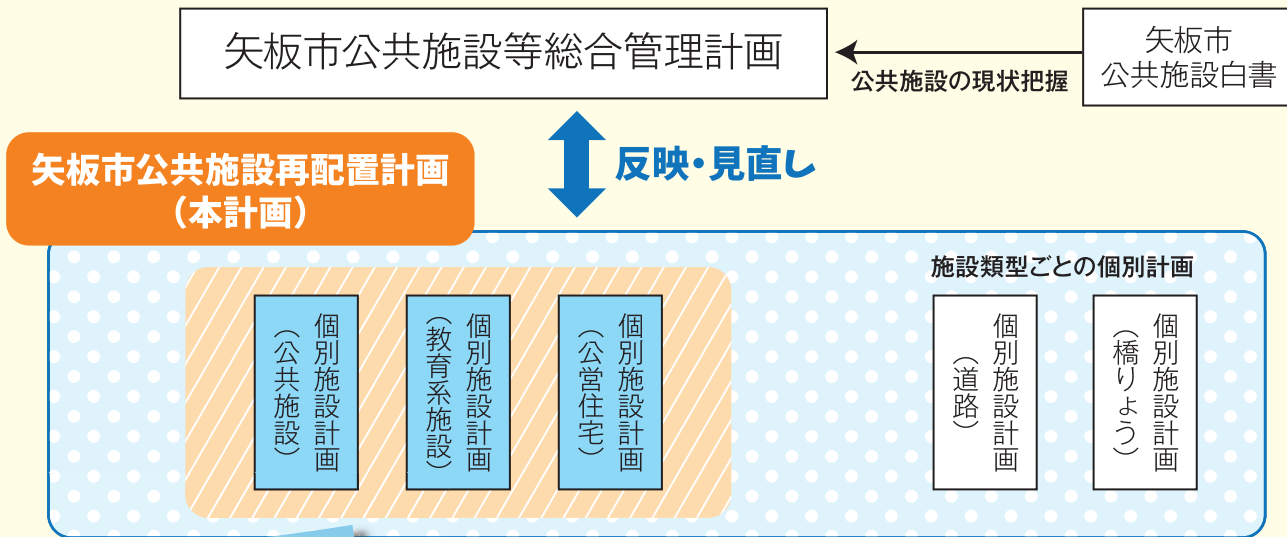 矢板市公共施設等総合管理計画
矢板市
公共施設白書
公共施設の現状把握
反映・見直し
矢板市公共施設再配置計画
（本計画）
施設類型ごとの個別計画
個別施設計画
（公共施設）
個別施設計画
（教育系施設）
個別施設計画
（公営住宅）
個別施設計画
（道路）
個別施設計画
（橋りょう）